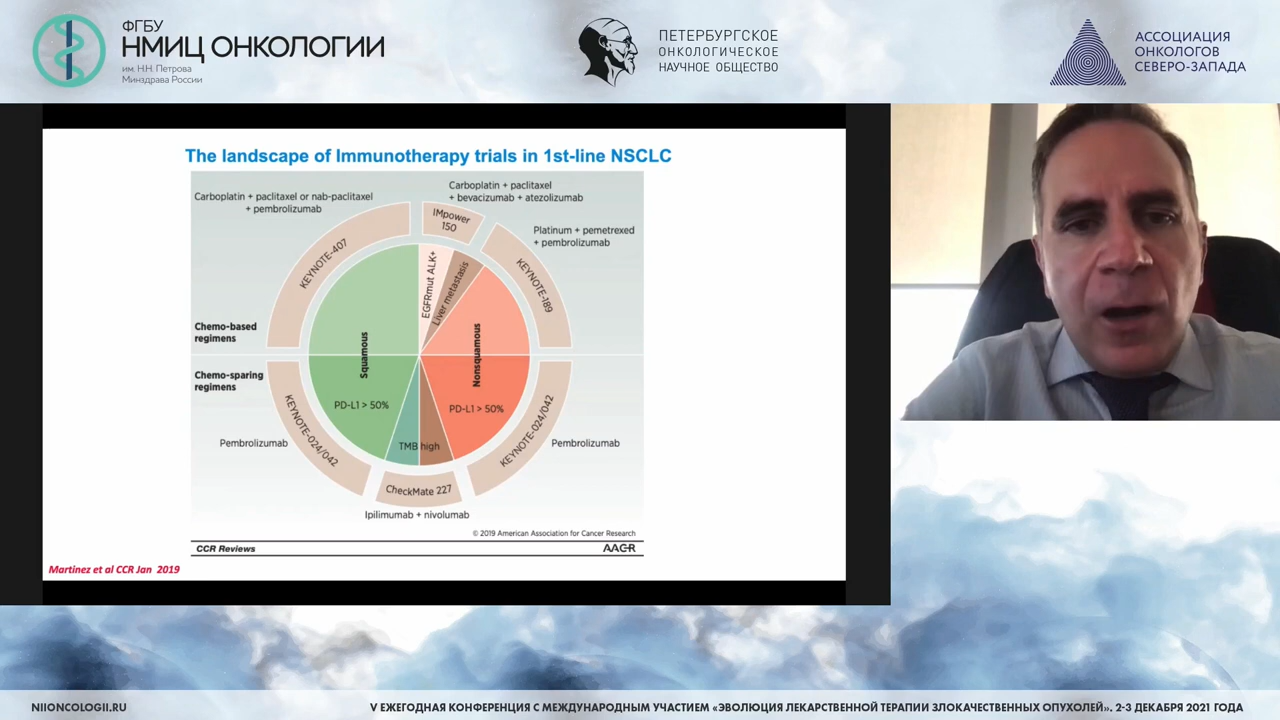 ФГБУ
НМИЦ ОНКОЛОГИИ
им. Н.Н. Петрова
Минздрава России
ПЕТЕРБУРГСКОЕ
ОНКОЛОГИЧЕСКОЕ
НАУЧНОЕ ОБЩЕСТВО
АССОЦИАЦИЯ
ОНКОЛОГОВ
СЕВЕРО-ЗАПАДА
The landscape of Immunotherapy trials in 1st-line NSCLC
Carboplatin + paclitaxel or nab-paclitaxel
+ pembrolizumab
Carboplatin + paclitaxel
+ bevacizumab + atezolizumab
Platinum + pemetrexed
+ pembrolizumab
KEYNOTE-407
IMpower
150
KEYNOTE-189
EGFRmut ALK+
Liver metastasis
Chemo-based
regimens
Squamous
Nonsquamous
Chemo-sparing
regimens
PD-L1 > 50%
PD-L1 > 50%
TMB high
KEYNOTE-024/042
KEYNOTE-024/042
Pembrolizumab
Pembrolizumab
CheckMate 227
Ipilimumab + nivolumab
© 2019 American Association for Cancer Research
CCR Reviews
AACR
Martinez et al CCR Jan 2019
NIIONCOLOGII.RU
V ЕЖЕГОДНАЯ КОНФЕРЕНЦИЯ С МЕЖДУНАРОДНЫМ УЧАСТИЕМ «ЭВОЛЮЦИЯ ЛЕКАРСТВЕННОЙ ТЕРАПИИ ЗЛОКАЧЕСТВЕННЫХ ОПУХОЛЕЙ». 2-3 ДЕКАБРЯ 2021 ГОДА